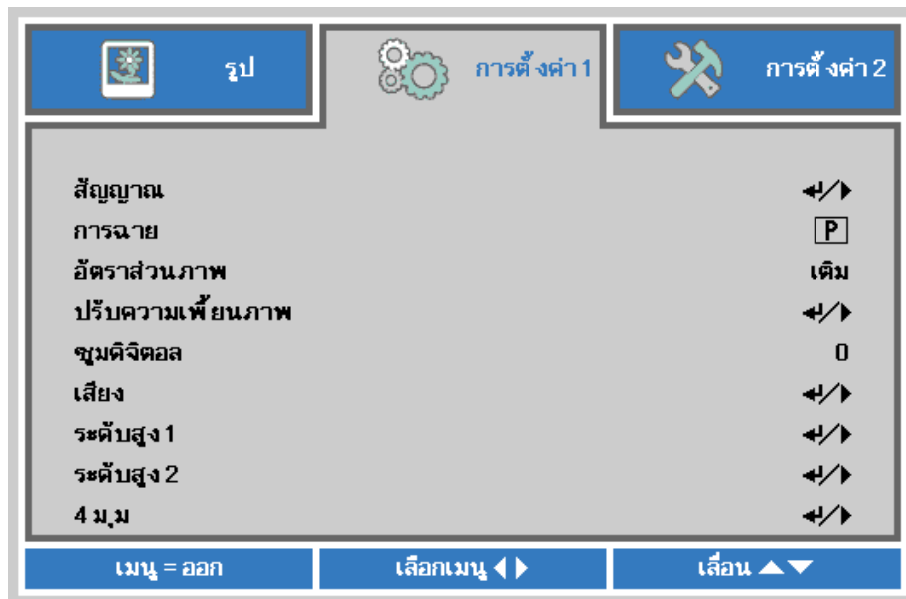 รูป
การตั้งค่า 1
การตั้งค่า 2
สัญญาณ
การฉาย P
อัตราส่วนภาพ เติม
ปรับความเพี้ยนภาพ
ซูมดิจิตอล 0
เสียง
ระดับสูง 1
ระดับสูง 2
4 มุม
เมนู = ออก
เลือกเมนู
เลื่อน